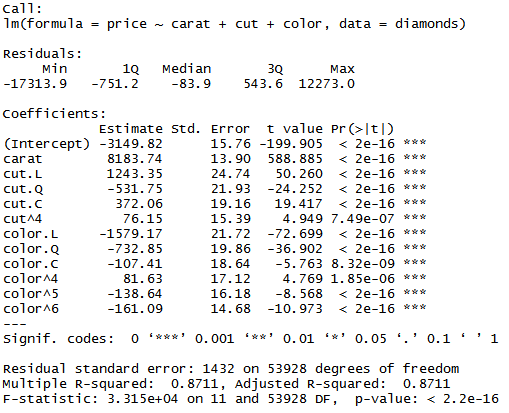 Call:
lm(formula = price ~ carat + cut + color, data = diamonds)
Residuals:
Min 1Q Median 3Q Max
-17313.9 -751.2 -83.9 543.6 12273.0
Coefficients:
Estimate Std. Error t value Pr(>|t|)
(Intercept) -3149.82 15.76 -199.905 < 2e-16 ***
carat 8183.74 13.90 588.885 < 2e-16 ***
cut.L 1243.35 24.74 50.260 < 2e-16 ***
cut.Q -531.75 21.93 -24.252 < 2e-16 ***
cut.C 372.06 19.16 19.417 < 2e-16 ***
cut^4 76.15 15.39 4.949 7.49e-07 ***
color.L -1579.17 21.72 -72.699 < 2e-16 ***
color.Q -732.85 19.86 -36.902 < 2e-16 ***
color.C -107.41 18.64 -5.763 8.32e-09 ***
color^4 81.63 17.12 4.769 1.85e-06 ***
color^5 -138.64 16.18 -8.568 < 2e-16 ***
color^6 -161.09 14.68 -10.973 < 2e-16 ***
---
Signif. codes: 0 ‘***’ 0.001 ‘**’ 0.01 ‘*’ 0.05 ‘.’ 0.1 ‘ ’ 1
Residual standard error: 1432 on 53928 degrees of freedom
Multiple R-squared: 0.8711, Adjusted R-squared: 0.8711
F-statistic: 3.315e+04 on 11 and 53928 DF, p-value: < 2.2e-16